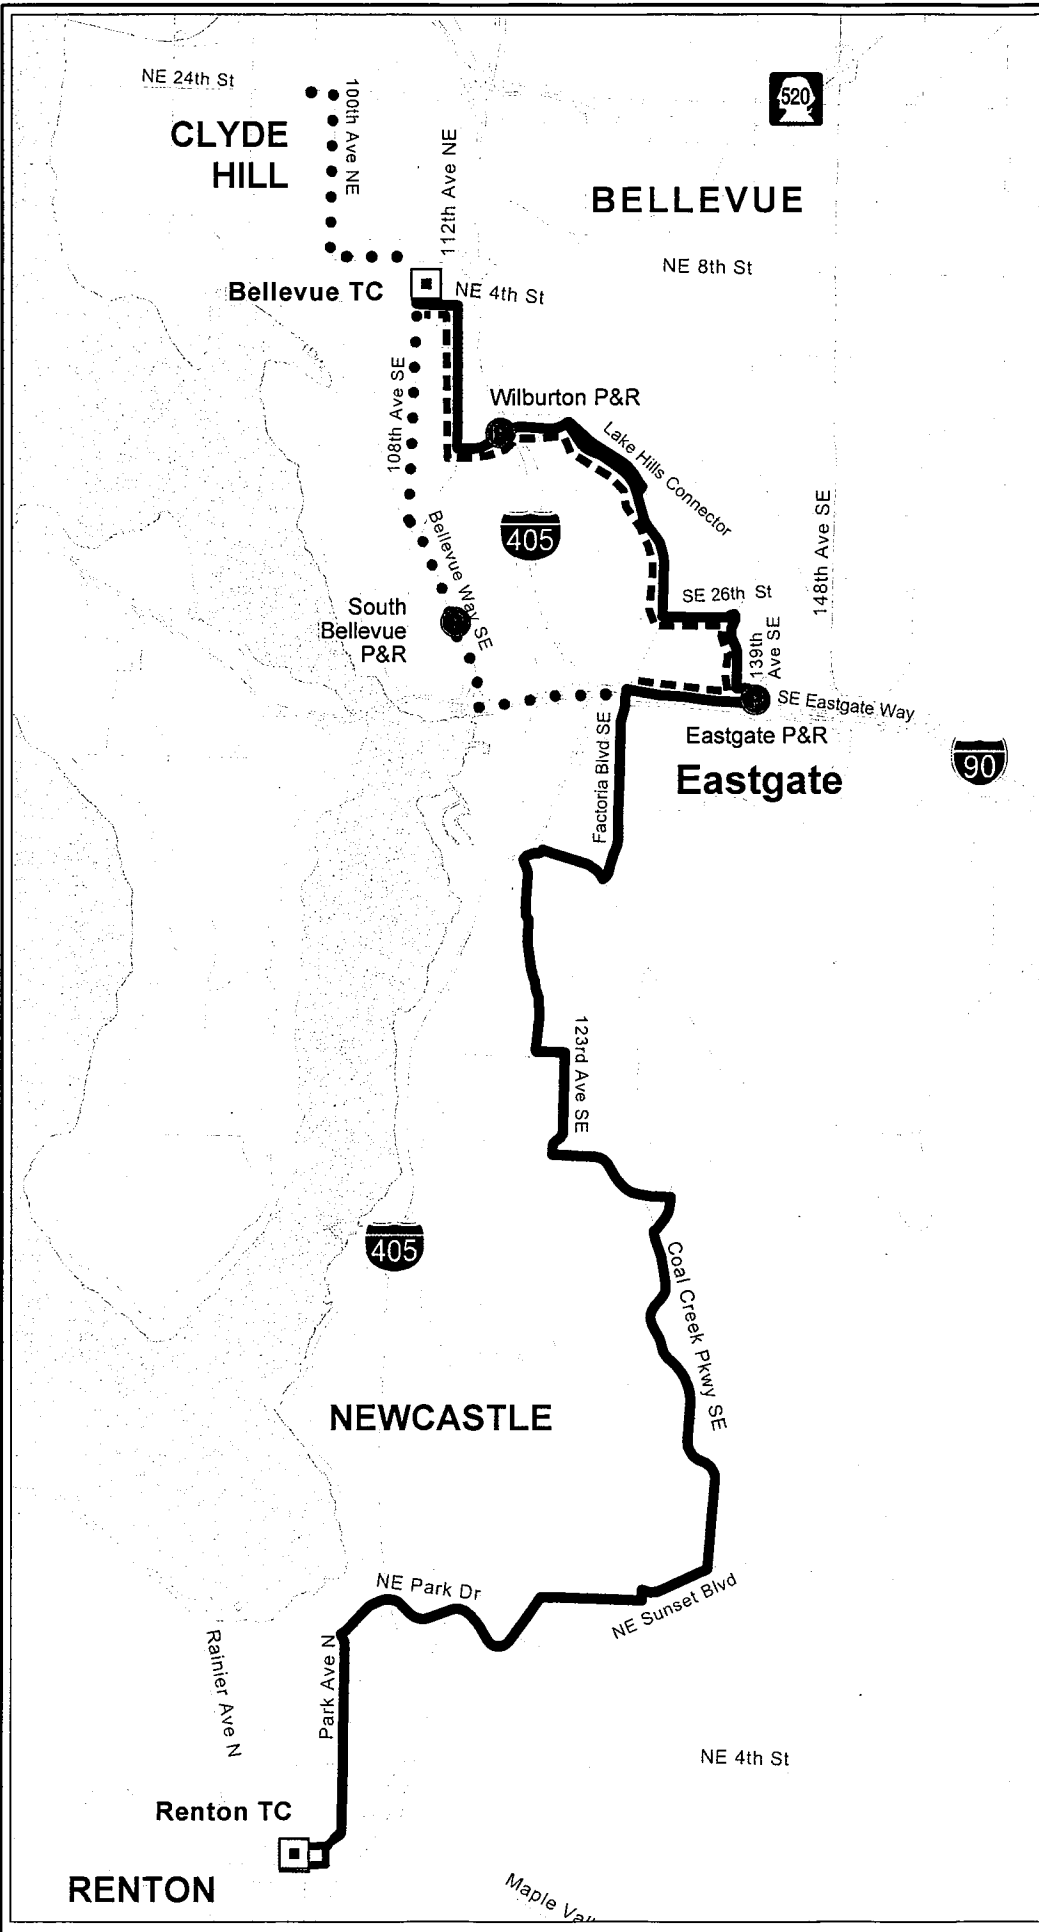 NE 24th St
100th Ave NE
520
CLYDE
HILL
112th Ave NE
BELLEVUE
NE 8th St
Bellevue TC
NE 4th St
108th Ave SE
Wilburton P&R
Lake Hills Connector
405
Bellevue Way SE
148th Ave SE
SE 26th St
South
Bellevue
P&R
139th
Ave SE
SE Eastgate Way
Eastgate P&R
Factoria Blvd SE
Eastgate
90
123rd Ave SE
405
Coal Creek Pkwy SE
NEWCASTLE
NE Park Dr
NE Sunset Blvd
Rainier Ave N
Park Ave N
NE 4th St
Renton TC
RENTON
Maple